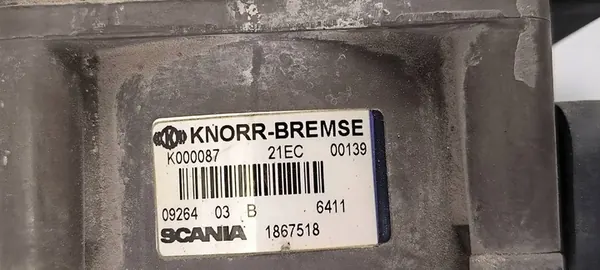 KNORR-BREMSE
K000087 21EC 00139
09264 03 B 6411
SCANIA 1867518